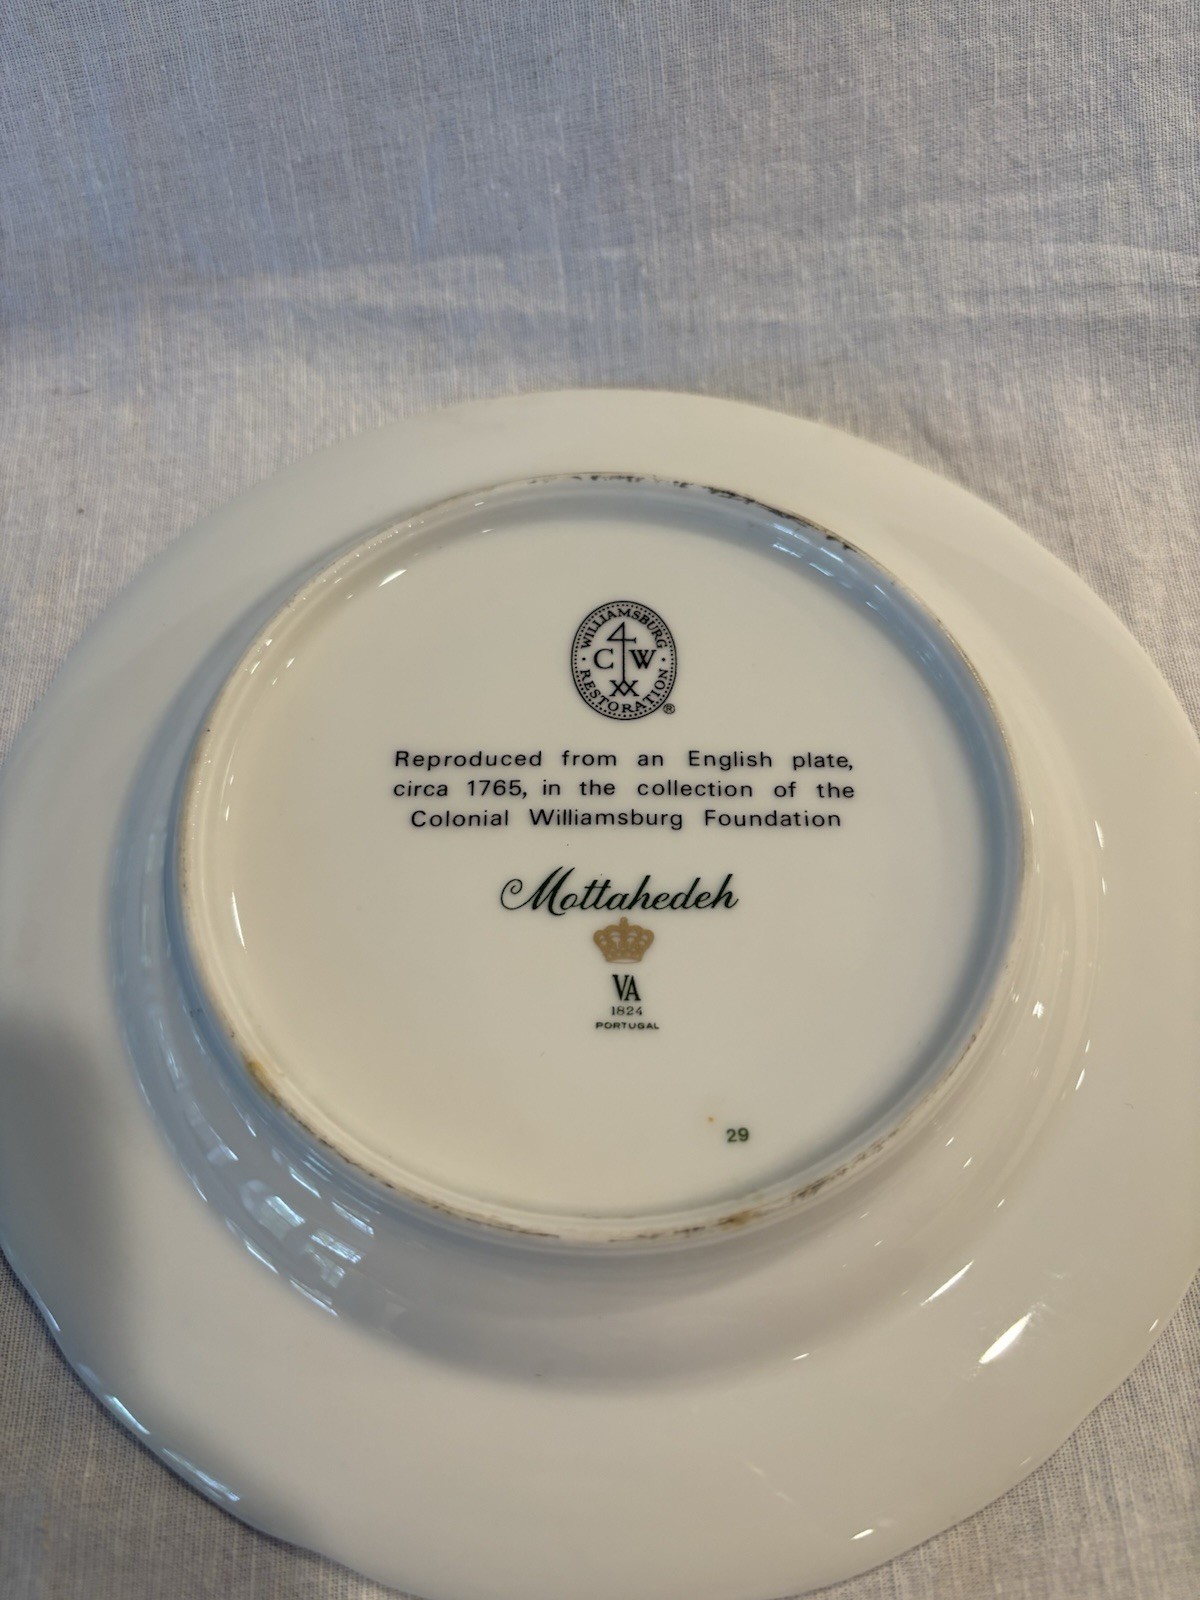 WILLIAMSBURG
C W
RESTORATION ®
Reproduced from an English plate,
circa 1765, in the collection of the
Colonial Williamsburg Foundation
Mottahedeh
VA
1824
PORTUGAL
29